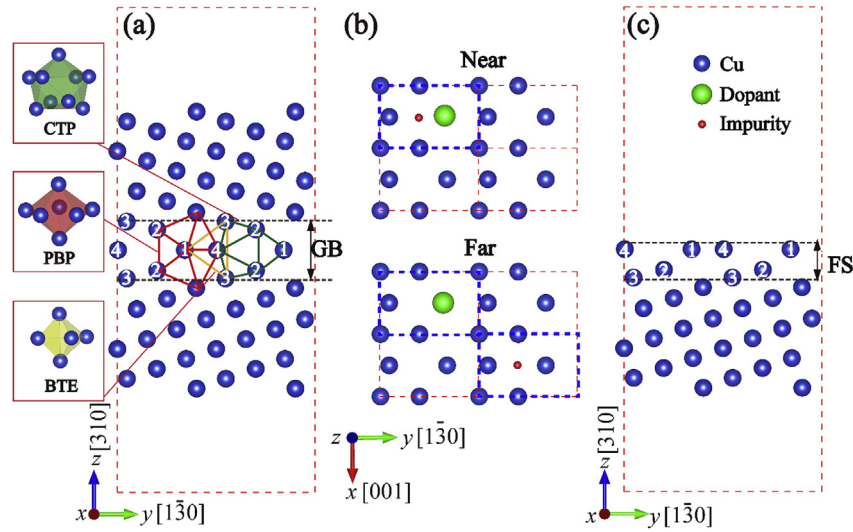 (a)
(b)
(c)
CTP
PBP
BTE
3 3
2 2
4 1 4 1
2 2
3 3
GB
z [310]
x
y [13̅0]
Near
Far
z
y [13̅0]
x [001]
Cu
Dopant
Impurity
4 1 4 1
3 2 3 2
FS
z [310]
x
y [13̅0]